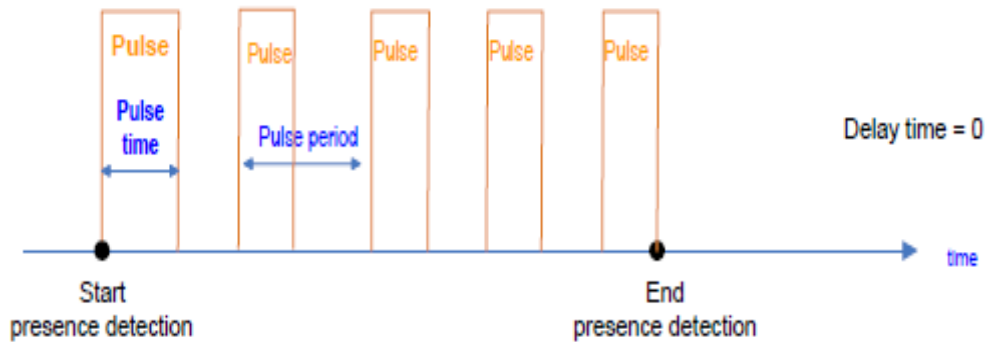 Pulse
Pulse
Pulse
Pulse
Pulse
Pulse
time
Pulse period
Delay time = 0
time
Start
presence detection
End
presence detection